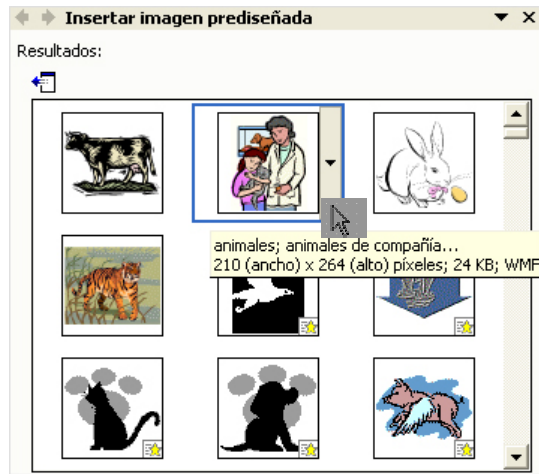 Insertar imagen prediseñada
Resultados:
animales; animales de compañía...
210 (ancho) x 264 (alto) píxeles; 24 KB; WMF